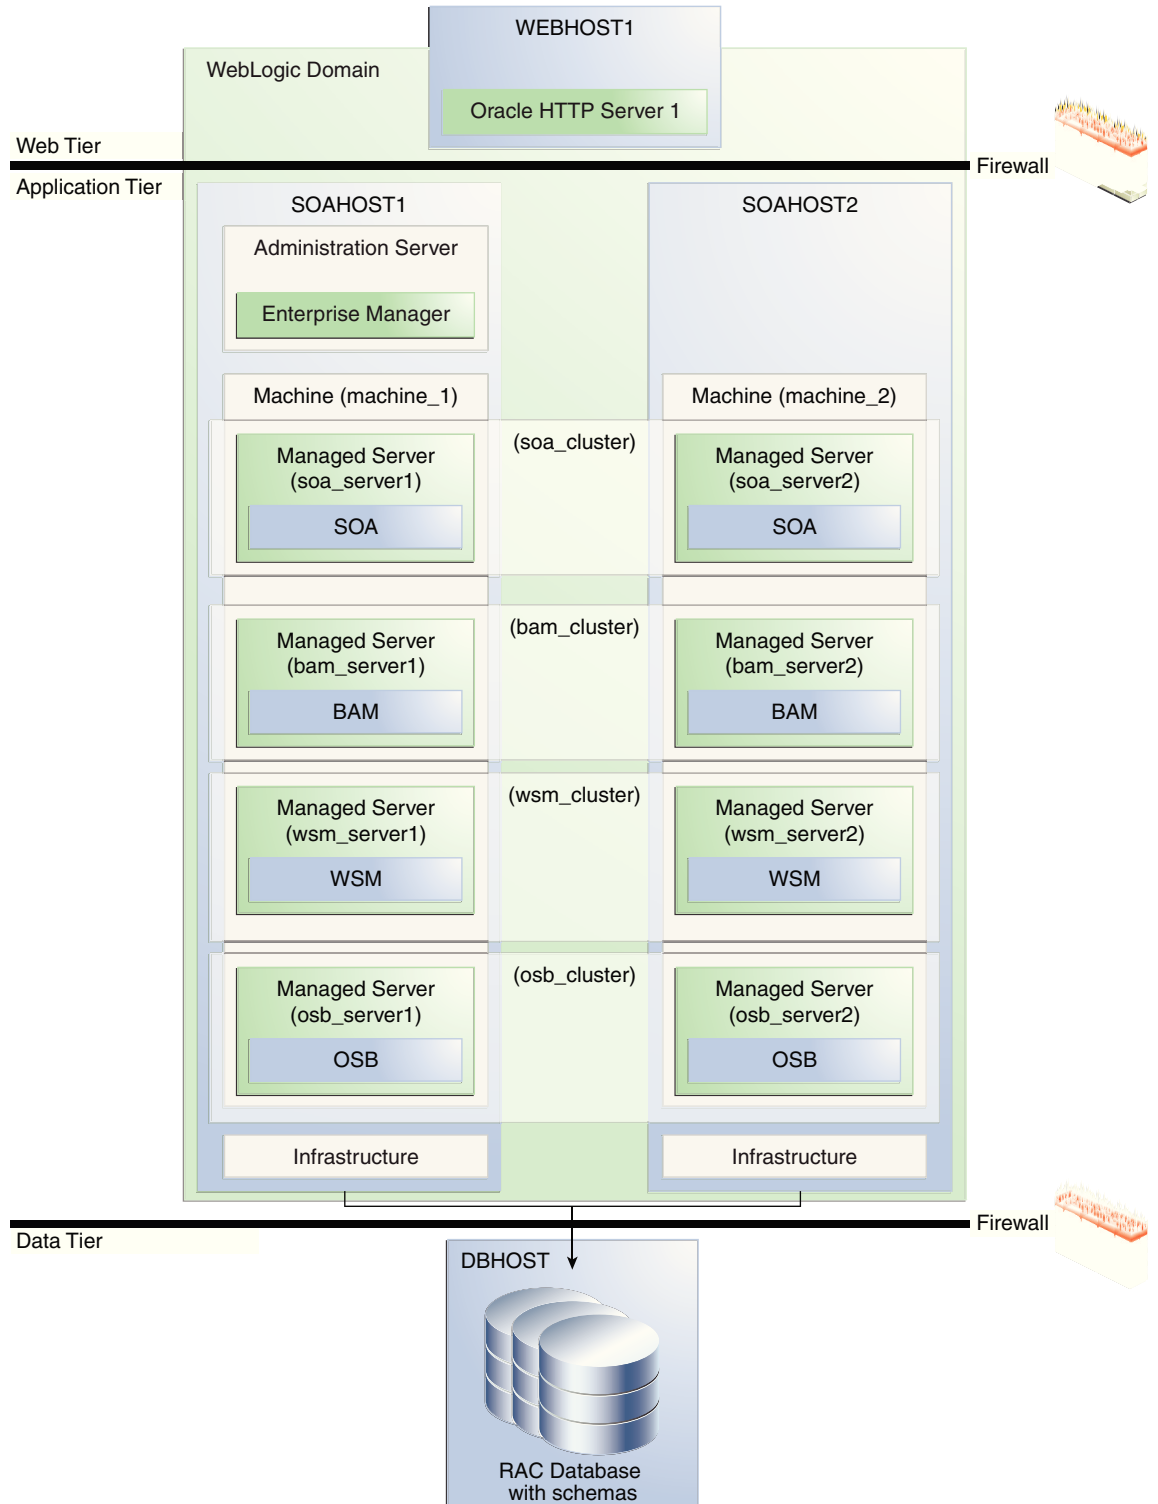 WEBHOST1
WebLogic Domain
Oracle HTTP Server 1
Web Tier
Firewall
Application Tier
SOAHOST1
SOAHOST2
Administration Server
Enterprise Manager
Machine (machine_1)
Machine (machine_2)
(soa_cluster)
Managed Server
(soa_server1)
SOA
Managed Server
(soa_server2)
SOA
(bam_cluster)
Managed Server
(bam_server1)
BAM
Managed Server
(bam_server2)
BAM
(wsm_cluster)
Managed Server
(wsm_server1)
WSM
Managed Server
(wsm_server2)
WSM
(osb_cluster)
Managed Server
(osb_server1)
OSB
Managed Server
(osb_server2)
OSB
Infrastructure
Infrastructure
Firewall
Data Tier
DBHOST
RAC Database
with schemas